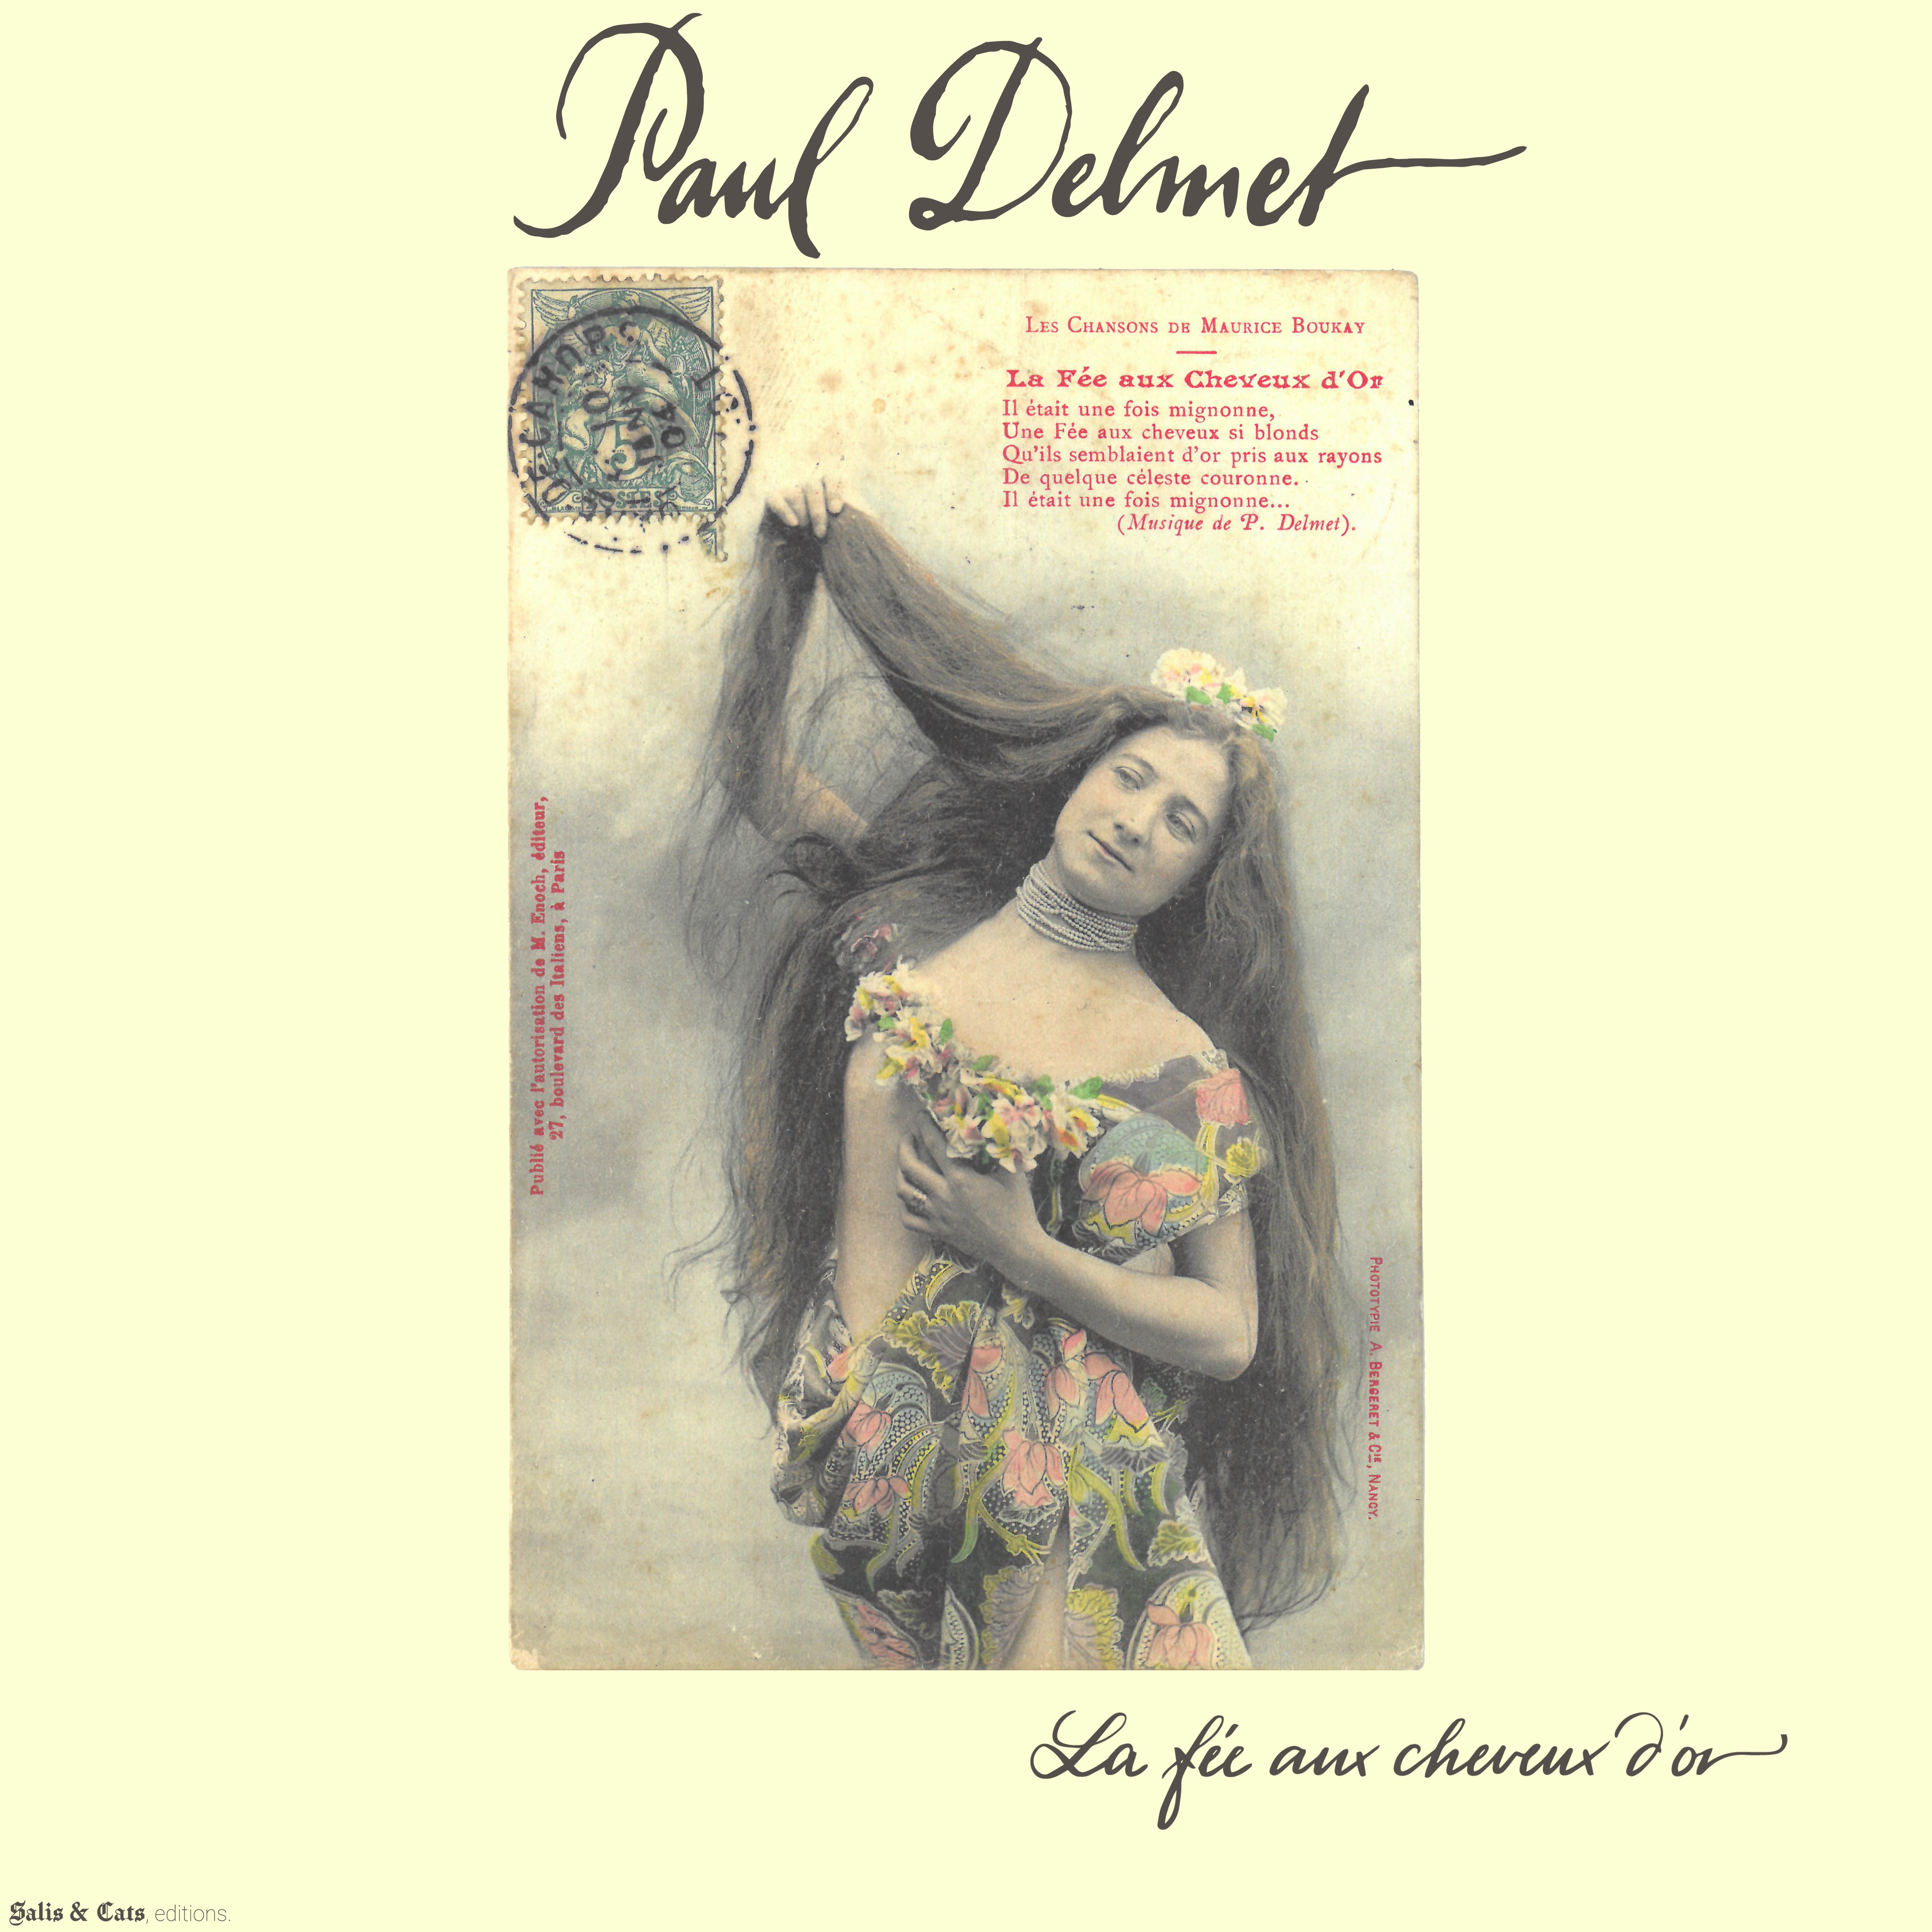 Paul Delmet
LES CHANSONS DE MAURICE BOUKAY
La Fée aux Cheveux d'Or
Il était une fois mignonne,
Une Fée aux cheveux si blonds
Qu'ils semblaient d'or pris aux rayons
De quelque céleste couronne.
Il était une fois mignonne...
(Musique de P. Delmet).
Publié avec l'autorisation de M. Enoch, éditeur,
27, boulevard des Italiens, à Paris
PHOTOTYPIE A. BERGERET & CIE, NANCY.
La fée aux cheveux d'or
Salis & Cats, editions.